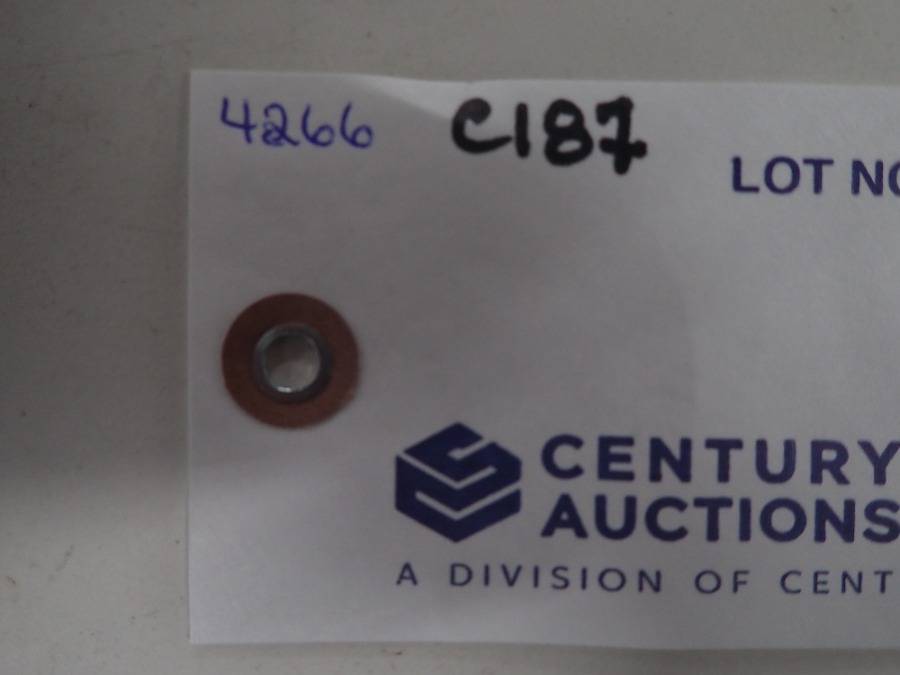 4266 C187
LOT NO
CENTURY
AUCTIONS
A DIVISION OF CENT